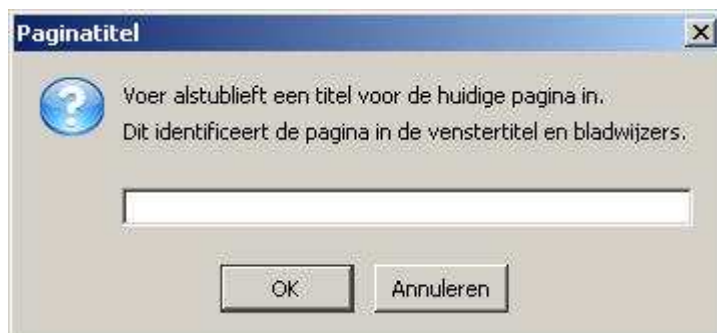 Paginatitel
Voer alstublieft een titel voor de huidige pagina in.
Dit identificeert de pagina in de venstertitel en bladwijzers.
OK
Annuleren